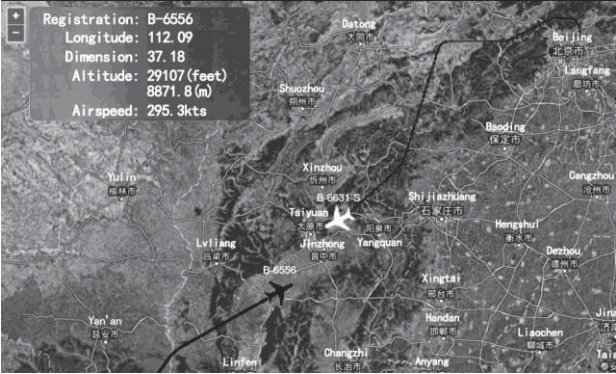 Registration: B-6556
Longitude: 112.09
Dimension: 37.18
Altitude: 29107(feet)
8871.8(m)
Airspeed: 295.3kts
+
−
Datong
大同市
Beijing
北京市
Langfang
廊坊市
Shuozhou
朔州市
Baoding
保定市
Xinzhou
忻州市
Yulin
榆林市
Cangzhou
沧州市
B-6631-S
Shijiazhuang
石家庄市
Taiyuan
太原市
阳泉市
Yangquan
Hengshui
衡水市
Jinzhong
晋中市
Lvliang
吕梁市
Dezhou
德州市
B-6556
Xingtai
邢台市
Yan'an
延安市
Handan
邯郸市
Jina
济
Liaochen
聊城市
Linfen
Changzhi
长治市
Anyang
Tai